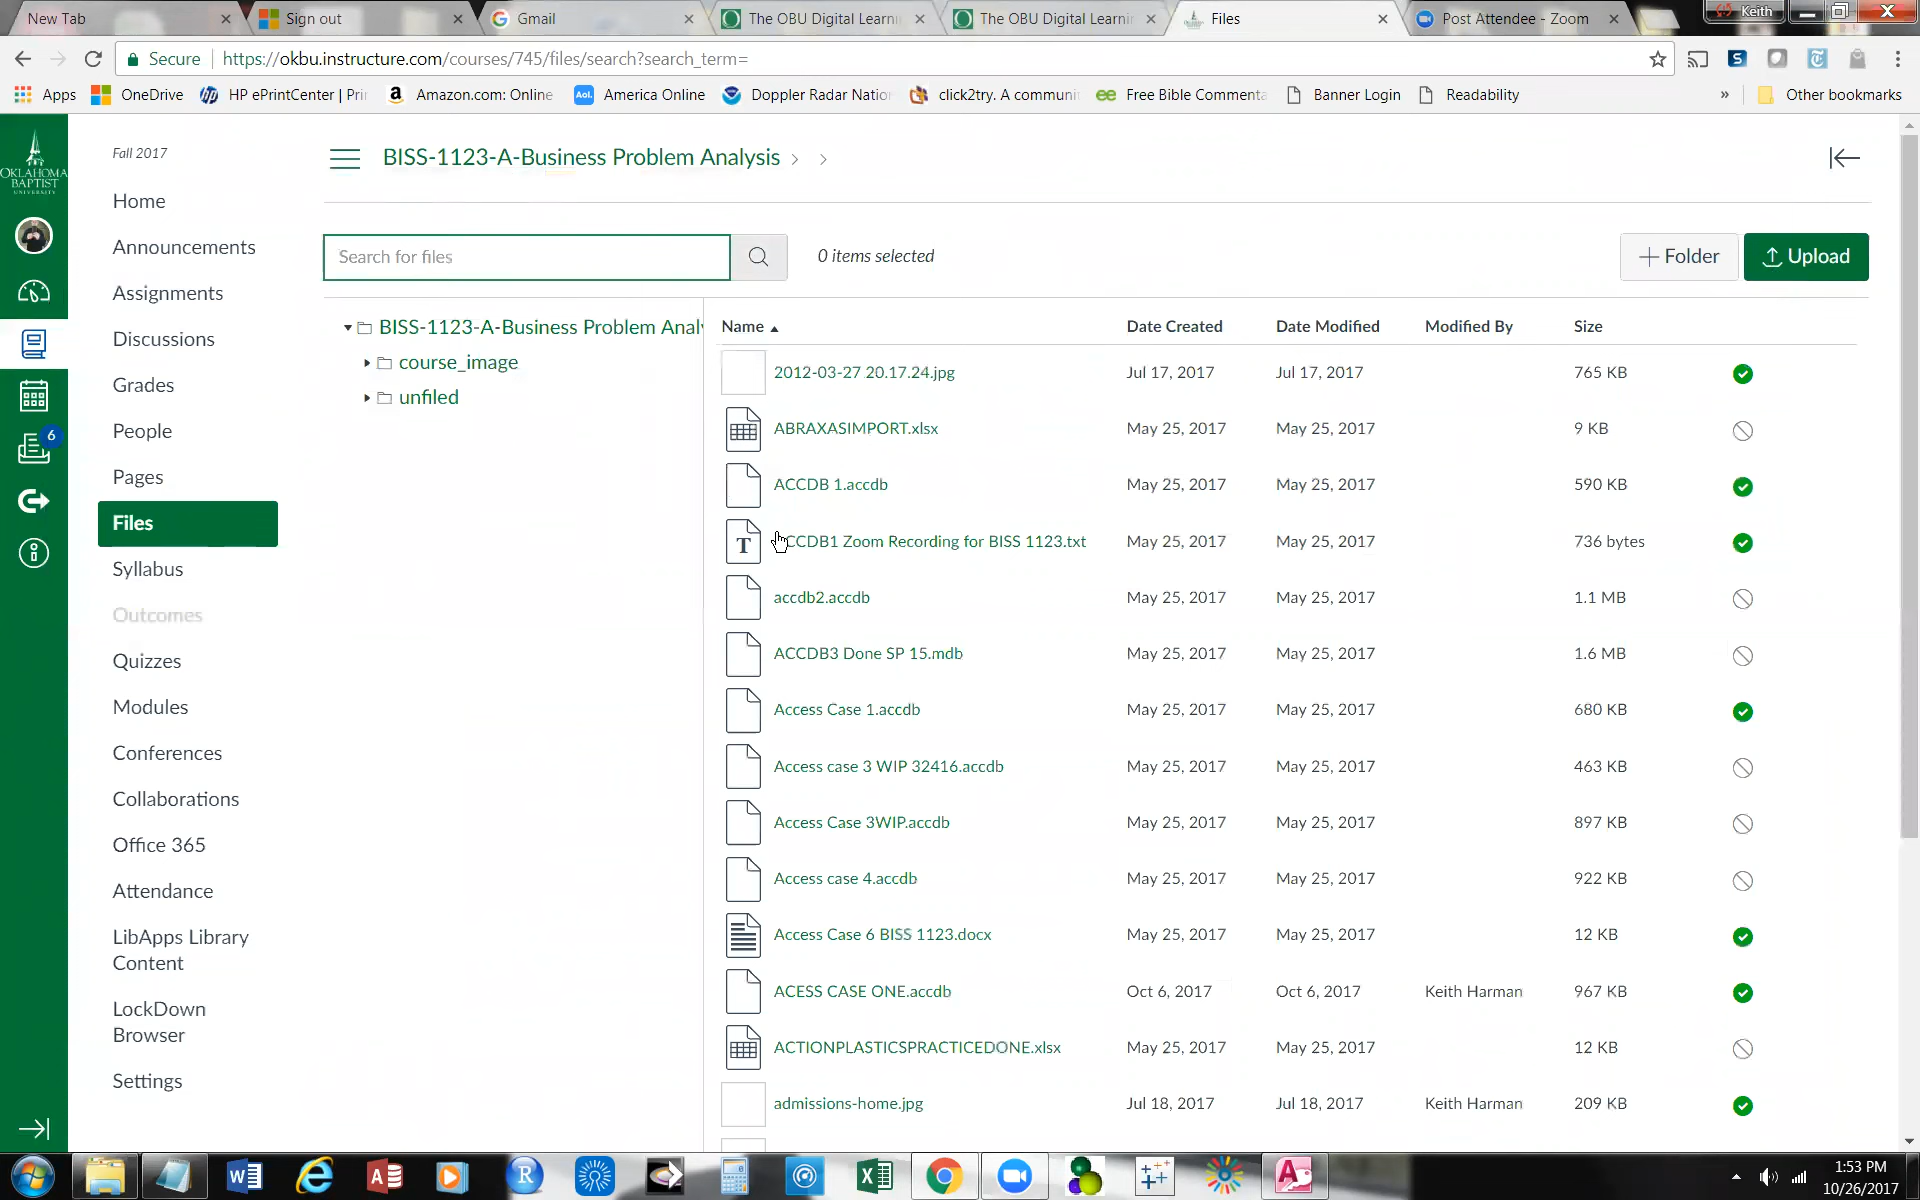 New Tab
Sign out
Gmail
The OBU Digital Learni
The OBU Digital Learni
Files
Post Attendee - Zoom
Keith
Secure https://okbu.instructure.com/courses/745/files/search?search_term=
Apps OneDrive HP ePrintCenter | Pri Amazon.com: Online Aol. America Online Doppler Radar Natio click2try. A communi Free Bible Commenta Banner Login Readability » Other bookmarks
OKLAHOMA
BAPTIST
UNIVERSITY
6
Fall 2017
Home
Announcements
Assignments
Discussions
Grades
People
Pages
Files
Syllabus
Outcomes
Quizzes
Modules
Conferences
Collaborations
Office 365
Attendance
LibApps Library
Content
LockDown
Browser
Settings
BISS-1123-A-Business Problem Analysis
Search for files
0 items selected
Folder
Upload
BISS-1123-A-Business Problem Analy
course_image
unfiled
Name Date Created Date Modified Modified By Size
2012-03-27 20.17.24.jpg Jul 17, 2017 Jul 17, 2017 765 KB
ABRAXASIMPORT.xlsx May 25, 2017 May 25, 2017 9 KB
ACCDB 1.accdb May 25, 2017 May 25, 2017 590 KB
T CCDB1 Zoom Recording for BISS 1123.txt May 25, 2017 May 25, 2017 736 bytes
accdb2.accdb May 25, 2017 May 25, 2017 1.1 MB
ACCDB3 Done SP 15.mdb May 25, 2017 May 25, 2017 1.6 MB
Access Case 1.accdb May 25, 2017 May 25, 2017 680 KB
Access case 3 WIP 32416.accdb May 25, 2017 May 25, 2017 463 KB
Access Case 3WIP.accdb May 25, 2017 May 25, 2017 897 KB
Access case 4.accdb May 25, 2017 May 25, 2017 922 KB
Access Case 6 BISS 1123.docx May 25, 2017 May 25, 2017 12 KB
ACESS CASE ONE.accdb Oct 6, 2017 Oct 6, 2017 Keith Harman 967 KB
ACTIONPLASTICSPRACTICEDONE.xlsx May 25, 2017 May 25, 2017 12 KB
admissions-home.jpg Jul 18, 2017 Jul 18, 2017 Keith Harman 209 KB
1:53 PM
10/26/2017